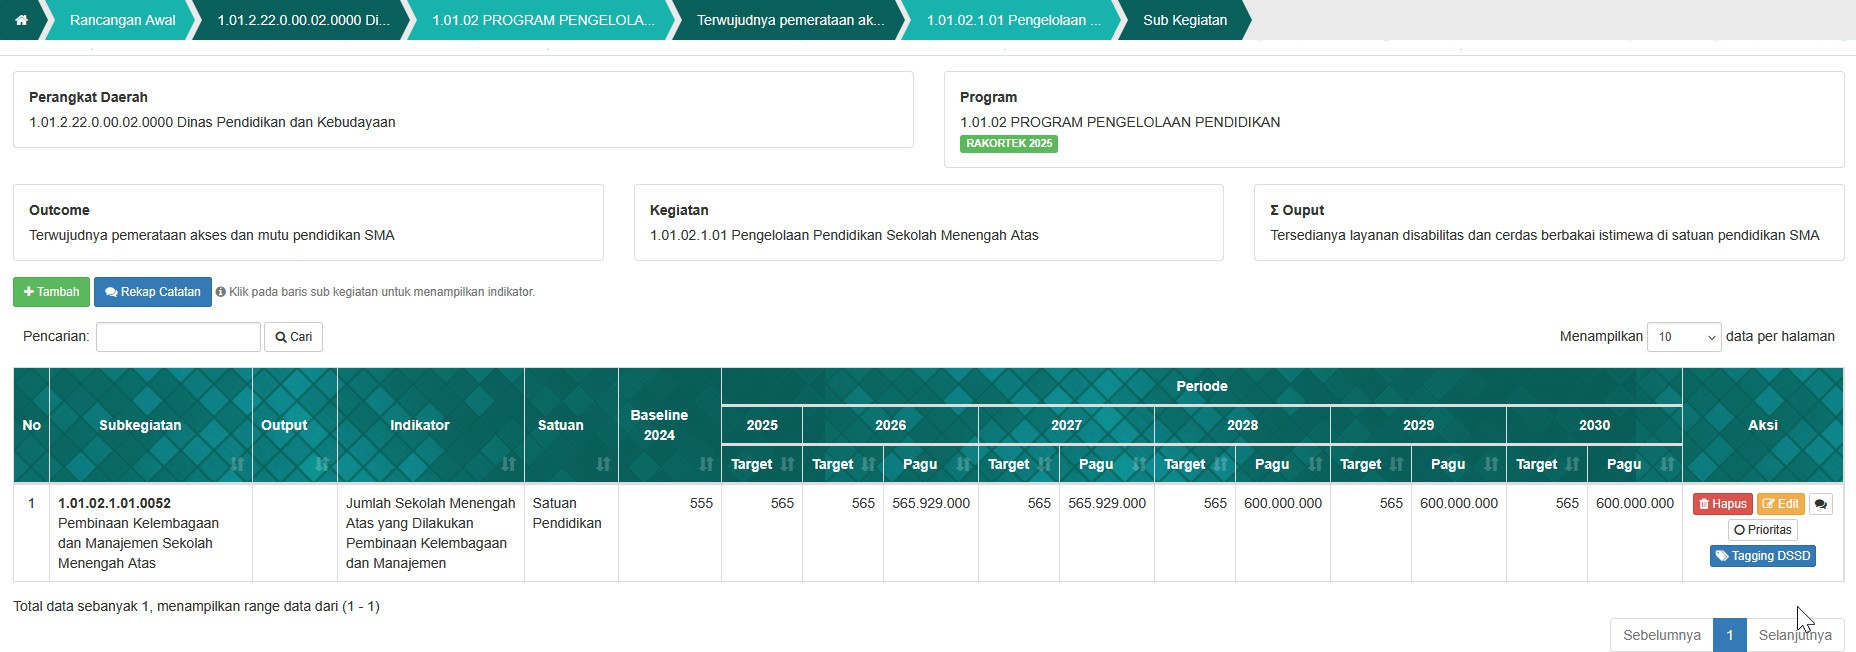 Rancangan Awal 1.01.2.22.0.00.02.0000 Di... 1.01.02 PROGRAM PENGELOLA... Terwujudnya pemerataan ak... 1.01.02.1.01 Pengelolaan ... Sub Kegiatan
Perangkat Daerah
1.01.2.22.0.00.02.0000 Dinas Pendidikan dan Kebudayaan
Program
1.01.02 PROGRAM PENGELOLAAN PENDIDIKAN
RAKORTEK 2025
Outcome
Terwujudnya pemerataan akses dan mutu pendidikan SMA
Kegiatan
1.01.02.1.01 Pengelolaan Pendidikan Sekolah Menengah Atas
Σ Ouput
Tersedianya layanan disabilitas dan cerdas berbakai istimewa di satuan pendidikan SMA
Tambah Rekap Catatan Klik pada baris sub kegiatan untuk menampilkan indikator.
Pencarian: Cari Menampilkan 10 data per halaman
No Subkegiatan Output Indikator Satuan Baseline 2024 Periode Aksi
2025 2026 2027 2028 2029 2030
Target Target Pagu Target Pagu Target Pagu Target Pagu Target Pagu
1 1.01.02.1.01.0052 Jumlah Sekolah Menengah Satuan 555 565 565 565.929.000 565 565.929.000 565 600.000.000 565 600.000.000 565 600.000.000 Hapus Edit
Pembinaan Kelembagaan Atas yang Dilakukan Pendidikan Prioritas
dan Manajemen Sekolah Pembinaan Kelembagaan Tagging DSSD
Menengah Atas dan Manajemen
Total data sebanyak 1, menampilkan range data dari (1 - 1)
Sebelumnya 1 Selanjutnya